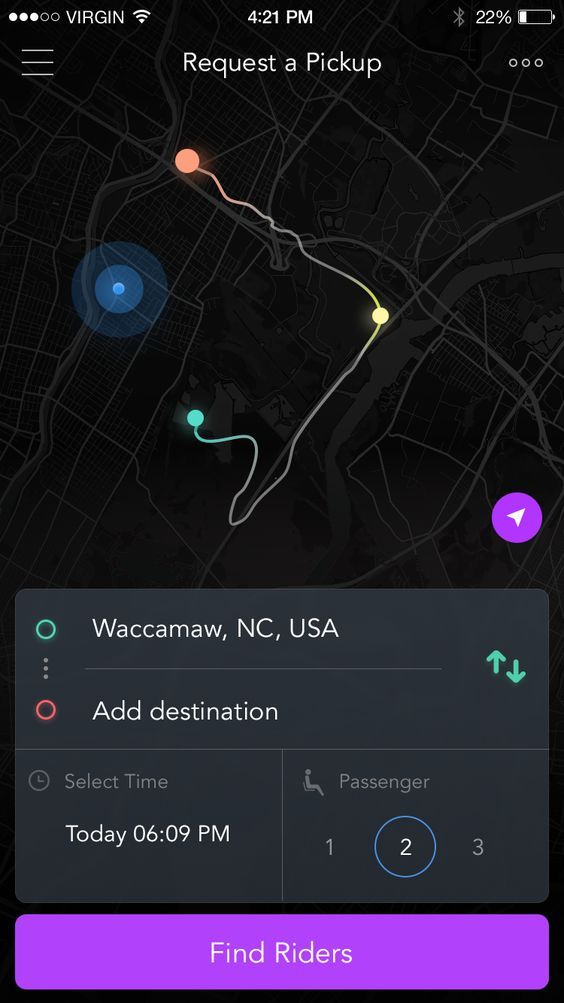 VIRGIN 4:21 PM 22%
Request a Pickup
Waccamaw, NC, USA
Add destination
Select Time
Passenger
Today 06:09 PM
1 2 3
Find Riders